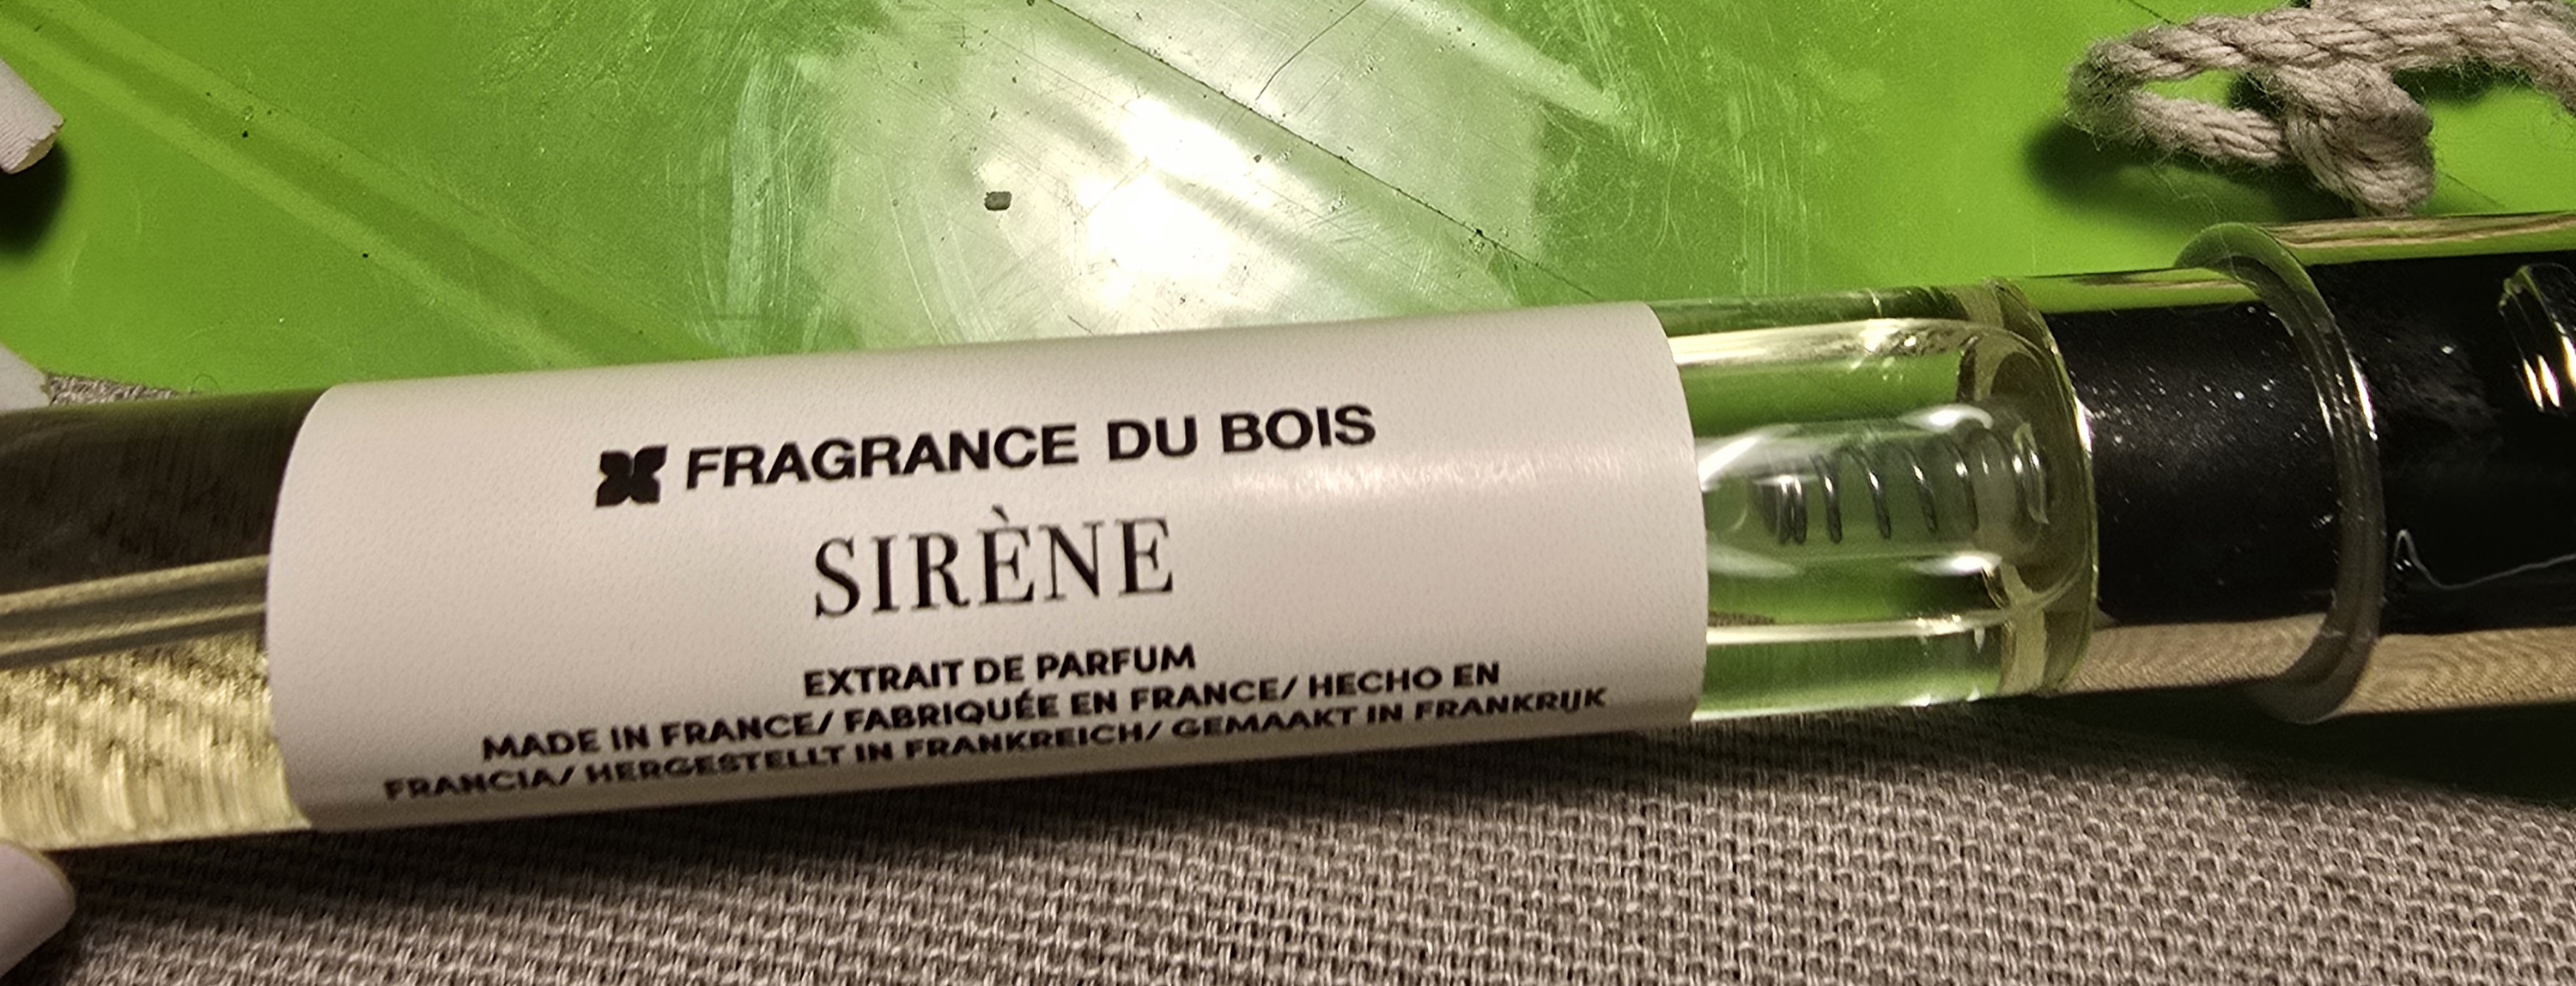 FRAGRANCE DU BOIS
SIRÈNE
EXTRAIT DE PARFUM
MADE IN FRANCE/ FABRIQUÉE EN FRANCE/ HECHO EN
FRANCIA/ HERGESTELLT IN FRANKREICH/ GEMAAKT IN FRANKRIJK